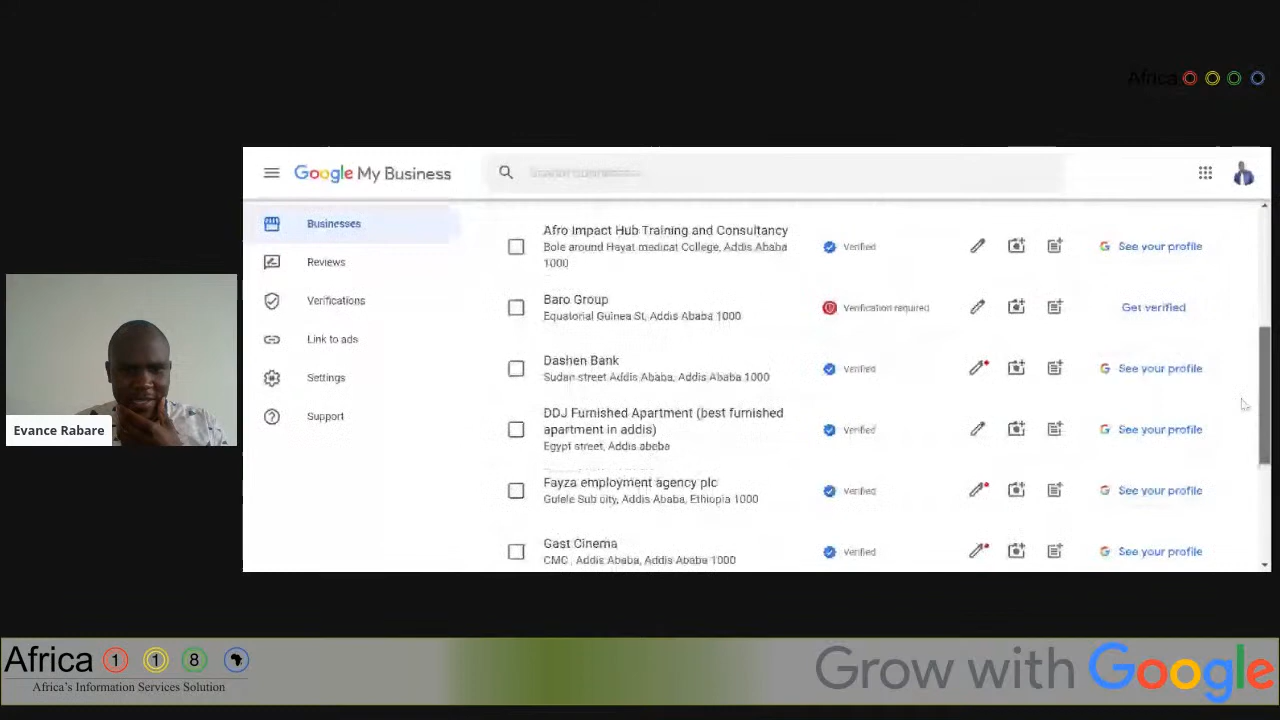 Africa
Google My Business
Businesses
Reviews
Verifications
Link to ads
Settings
Support
Afro Impact Hub Training and Consultancy
Bole around Hayat medical College, Addis Ababa
1000
Verified
See your profile
Baro Group
Equatorial Guinea St, Addis Ababa 1000
Verification required
Get verified
Dashen Bank
Sudan street Addis Ababa, Addis Ababa 1000
Verified
See your profile
DDJ Furnished Apartment (best furnished
apartment in addis)
Egypt street, Addis ababa
Verified
See your profile
Fayza employment agency plc
Gulele Sub city, Addis Ababa, Ethiopia 1000
Verified
See your profile
Gast Cinema
CMC , Addis Ababa, Addis Ababa 1000
Verified
See your profile
Evance Rabare
Africa 1 1 8
Africa's Information Services Solution
Grow with Google